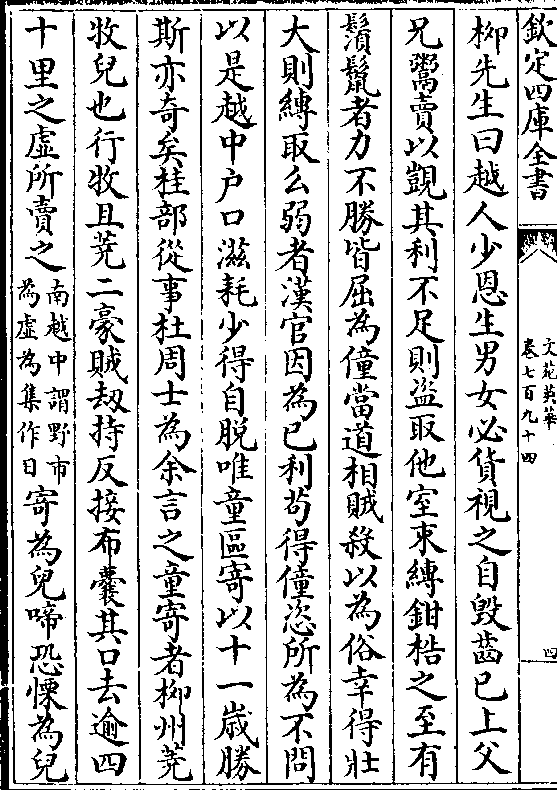 欽定四庫全書
文苑英華
卷七百九十四
四
柳先生曰越人少恩生男女必貨視之自毁齒已上父
兄鬻賣以覬其利不足則盗取他室束縛鉗梏之至有
鬚鬣者力不勝皆屈為僮當道相賊殺以為俗幸得壯
大則縛取么弱者漢官因為已利茍得僮恣所為不問
以是越中户口滋耗少得自脱唯童區寄以十一歲勝
斯亦奇矣桂部從事杜周士為余言之童寄者柳州蕘
牧兒也行牧且蕘二豪賊刼持反接布囊其口去逾四
十里之虛所賣之南越中謂野市為虛為集作日寄為兒啼恐慄為兒